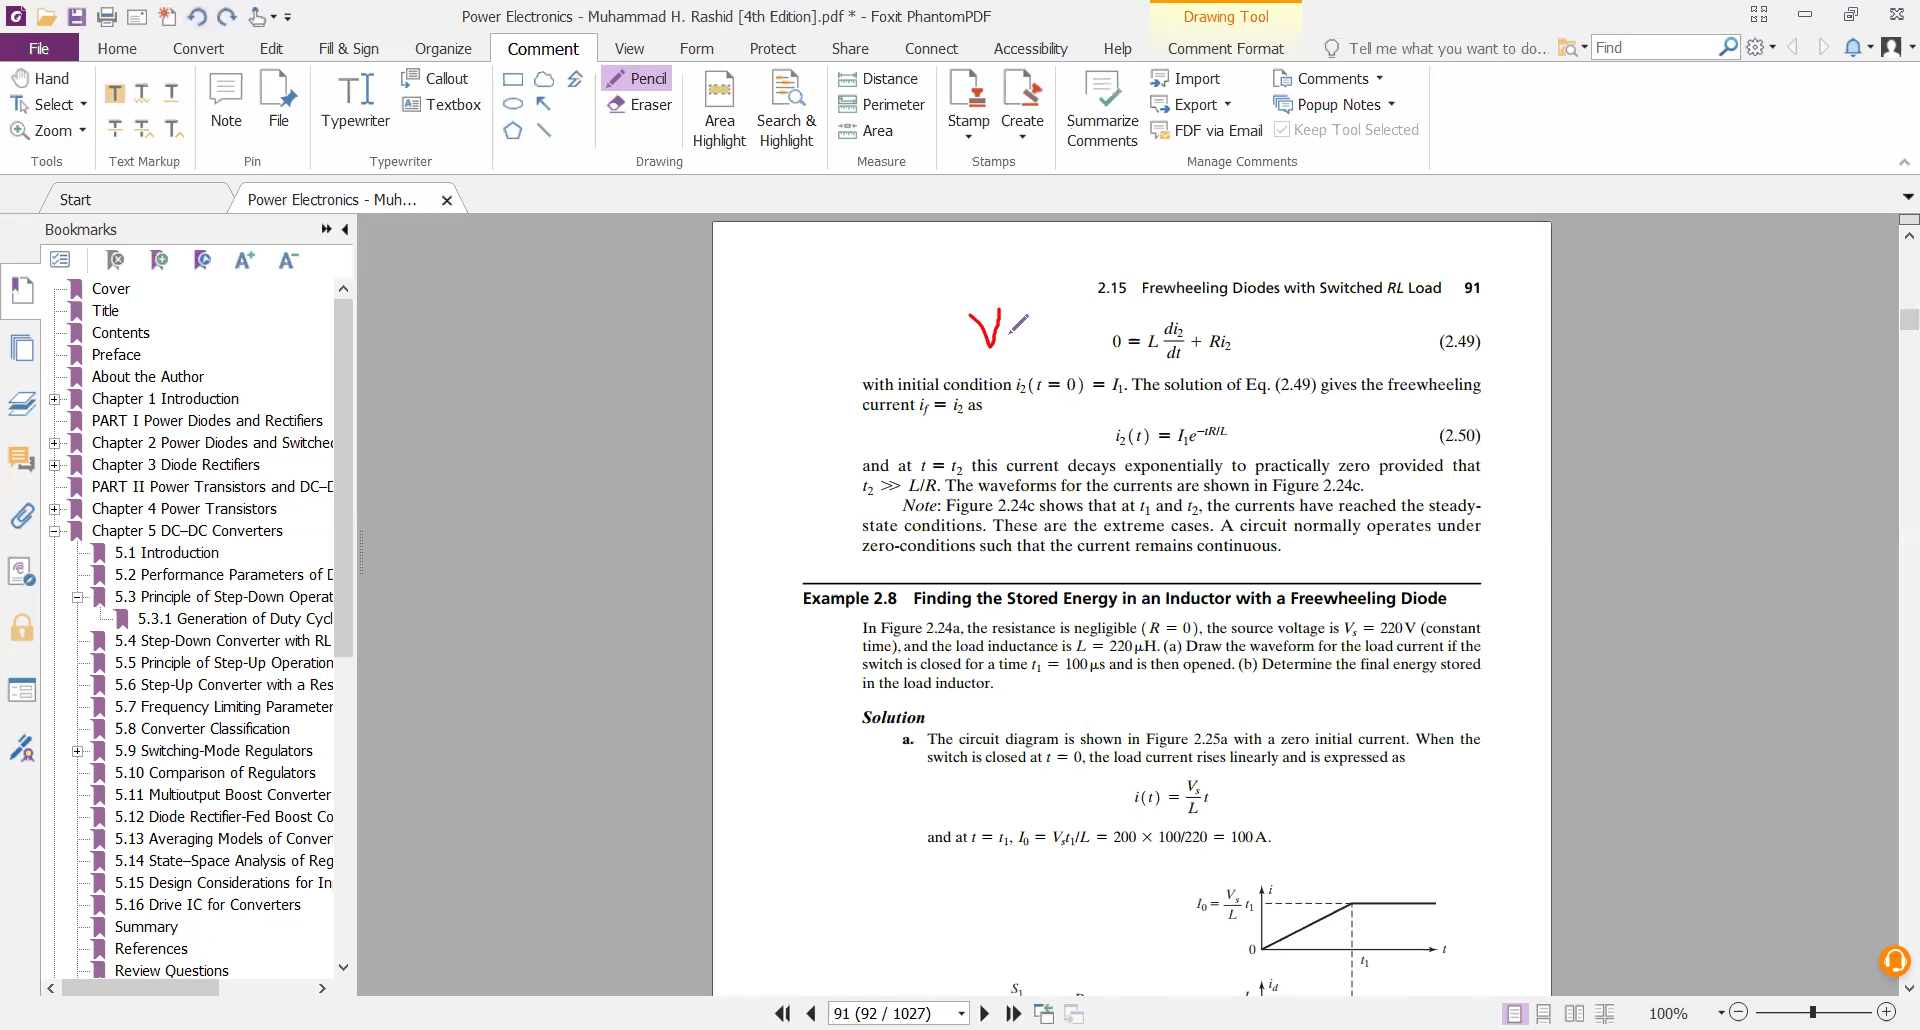 Power Electronics - Muhammad H. Rashid [4th Edition].pdf * - Foxit PhantomPDF
Drawing Tool
File Home Convert Edit Fill & Sign Organize Comment View Form Protect Share Connect Accessibility Help Comment Format
Tell me what you want to do...
Find
Hand
Select
Zoom
Tools
Text Markup
Note
File
Pin
Typewriter
Callout
Textbox
Typewriter
Pencil
Eraser
Area Highlight
Search & Highlight
Drawing
Distance
Perimeter
Area
Measure
Stamp
Create
Stamps
Summarize Comments
Import
Export
FDF via Email
Comments
Popup Notes
Keep Tool Selected
Manage Comments
Start
Power Electronics - Muh...
Bookmarks
Cover
Title
Contents
Preface
About the Author
Chapter 1 Introduction
PART I Power Diodes and Rectifiers
Chapter 2 Power Diodes and Switched
Chapter 3 Diode Rectifiers
PART II Power Transistors and DC–D
Chapter 4 Power Transistors
Chapter 5 DC–DC Converters
5.1 Introduction
5.2 Performance Parameters of D
5.3 Principle of Step-Down Operat
5.3.1 Generation of Duty Cycl
5.4 Step-Down Converter with RL
5.5 Principle of Step-Up Operation
5.6 Step-Up Converter with a Res
5.7 Frequency Limiting Parameter
5.8 Converter Classification
5.9 Switching-Mode Regulators
5.10 Comparison of Regulators
5.11 Multioutput Boost Converter
5.12 Diode Rectifier-Fed Boost Co
5.13 Averaging Models of Conver
5.14 State–Space Analysis of Reg
5.15 Design Considerations for In
5.16 Drive IC for Converters
Summary
References
Review Questions
2.15 Frewheeling Diodes with Switched RL Load 91
V
0 = L di₂/dt + Ri₂ (2.49)
with initial condition i₂(t = 0) = I₁. The solution of Eq. (2.49) gives the freewheeling
current i_f = i₂ as
i₂(t) = I₁e^(−tR/L) (2.50)
and at t = t₂ this current decays exponentially to practically zero provided that
t₂ >> L/R. The waveforms for the currents are shown in Figure 2.24c.
Note: Figure 2.24c shows that at t₁ and t₂, the currents have reached the steady-
state conditions. These are the extreme cases. A circuit normally operates under
zero-conditions such that the current remains continuous.
Example 2.8 Finding the Stored Energy in an Inductor with a Freewheeling Diode
In Figure 2.24a, the resistance is negligible (R = 0), the source voltage is Vₛ = 220 V (constant
time), and the load inductance is L = 220 μH. (a) Draw the waveform for the load current if the
switch is closed for a time t₁ = 100 μs and is then opened. (b) Determine the final energy stored
in the load inductor.
Solution
a. The circuit diagram is shown in Figure 2.25a with a zero initial current. When the
switch is closed at t = 0, the load current rises linearly and is expressed as
i(t) = Vₛ/L t
and at t = t₁, I₀ = Vₛt₁/L = 200 × 100/220 = 100 A.
i
I₀ = Vₛ/L t₁
0
t
t₁
S₁
i_d
91 (92 / 1027)
100%